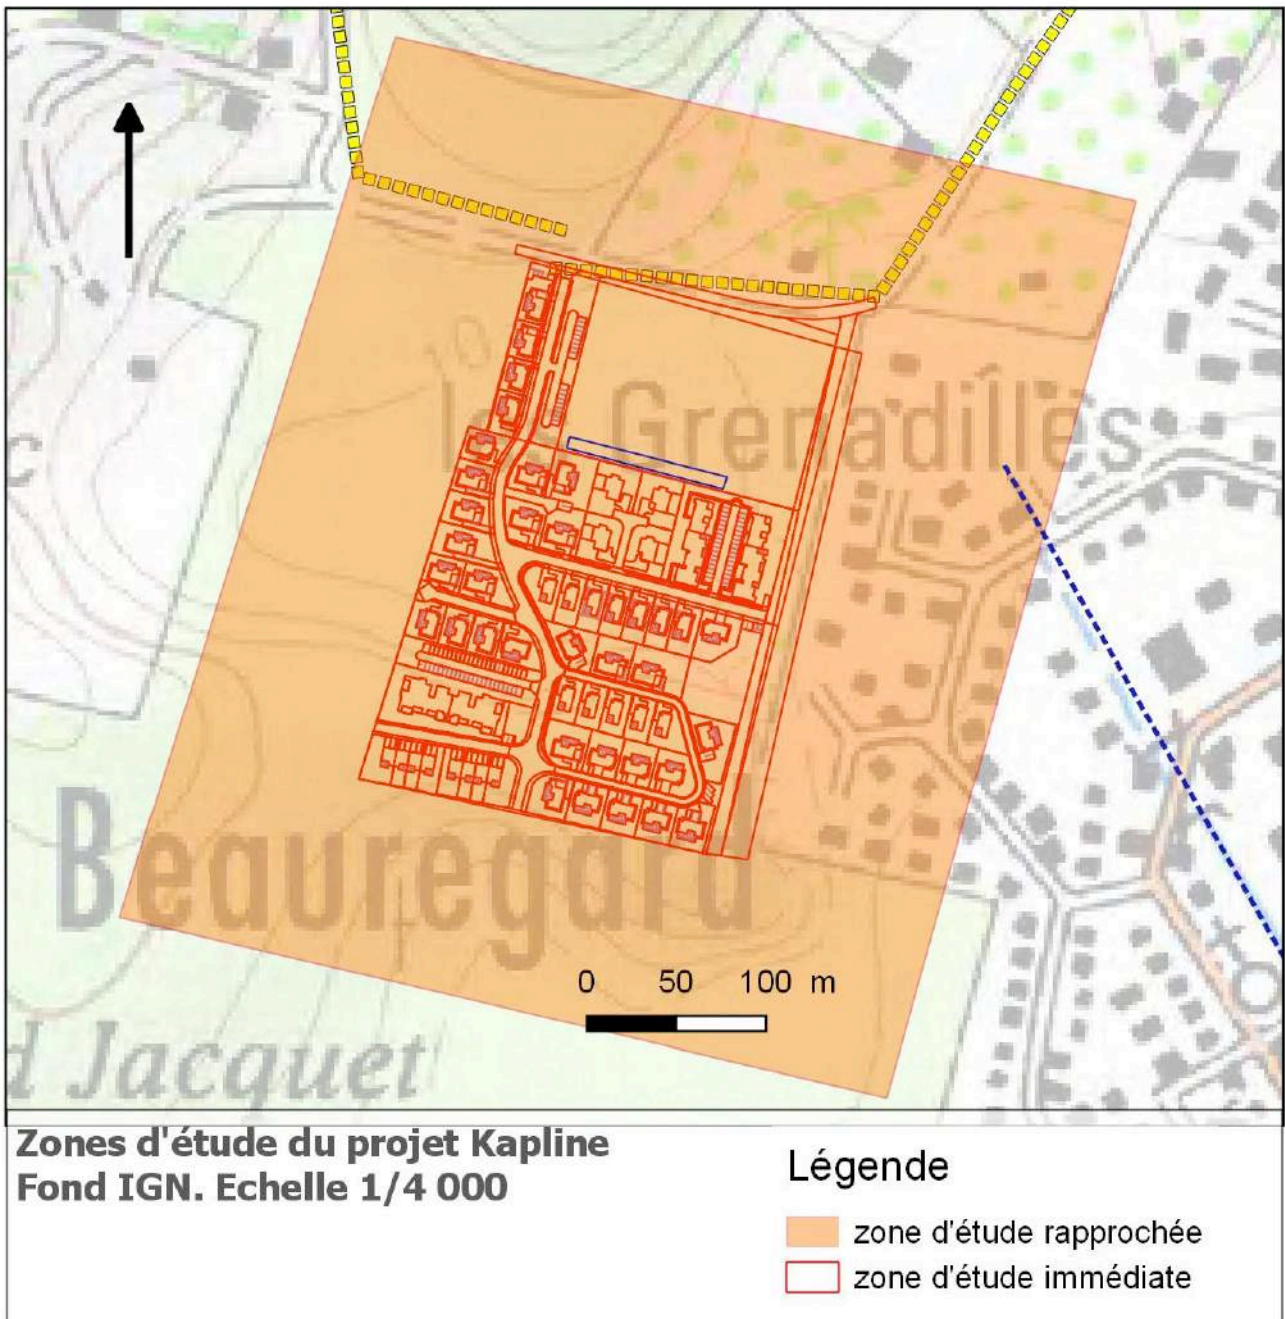 les Grenadilles
Beauregard
d Jacquet
0 50 100 m
Zones d'étude du projet Kapline
Fond IGN. Echelle 1/4 000
Légende
zone d'étude rapprochée
zone d'étude immédiate